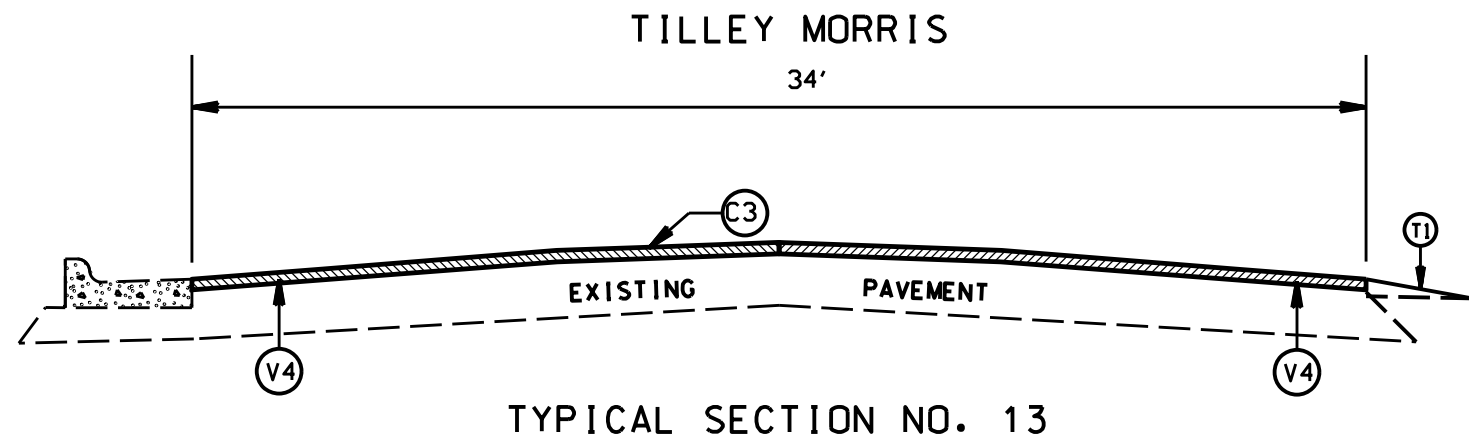 TILLEY MORRIS
34'
C3
T1
EXISTING PAVEMENT
V4 V4
TYPICAL SECTION NO. 13